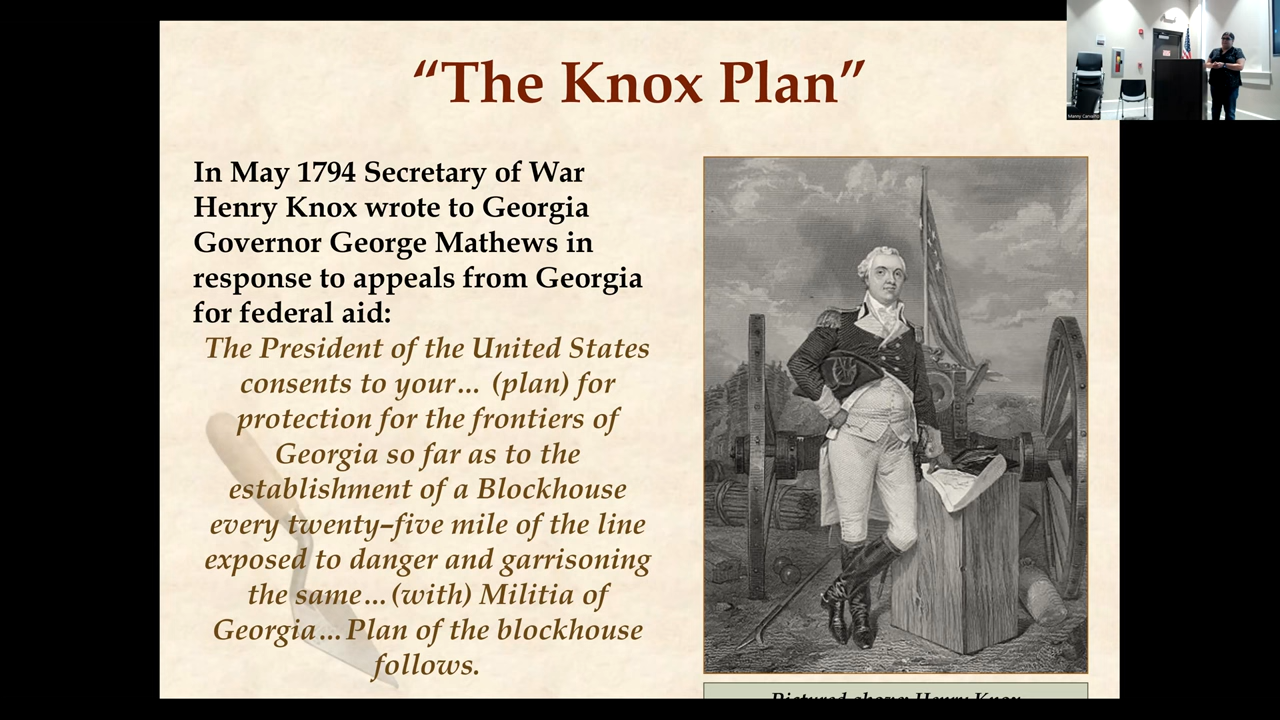 “The Knox Plan”
In May 1794 Secretary of War
Henry Knox wrote to Georgia
Governor George Mathews in
response to appeals from Georgia
for federal aid:
The President of the United States
consents to your… (plan) for
protection for the frontiers of
Georgia so far as to the
establishment of a Blockhouse
every twenty–five mile of the line
exposed to danger and garrisoning
the same…(with) Militia of
Georgia…Plan of the blockhouse
follows.
Pictured above: Henry Knox